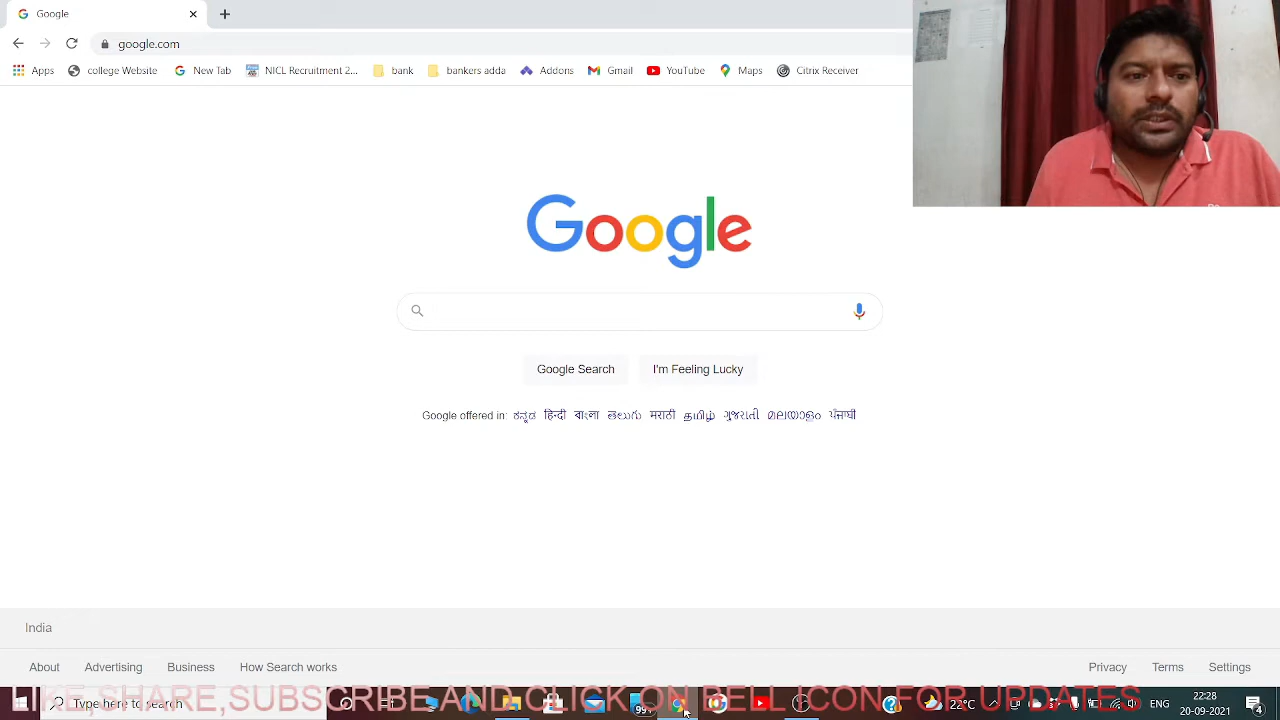 Google
google.com
Apps college Website New Tab NICL Recruitment 2... bank bankers adda Addons Gmail YouTube Maps Citrix Receiver
Google
Google Search I'm Feeling Lucky
Google offered in: ಕನ್ನಡ हिन्दी বাংলা తెలుగు मराठी தமிழ் ગુજરાતી മലയാളം ਪੰਜਾਬੀ
India
About Advertising Business How Search works Privacy Terms Settings
LIKE,SHARE,SUBSCRIBE AND CLICK ON BELL ICON FOR UPDATES
Type here to search 99+ 22°C ENG 22:28
20-09-2021